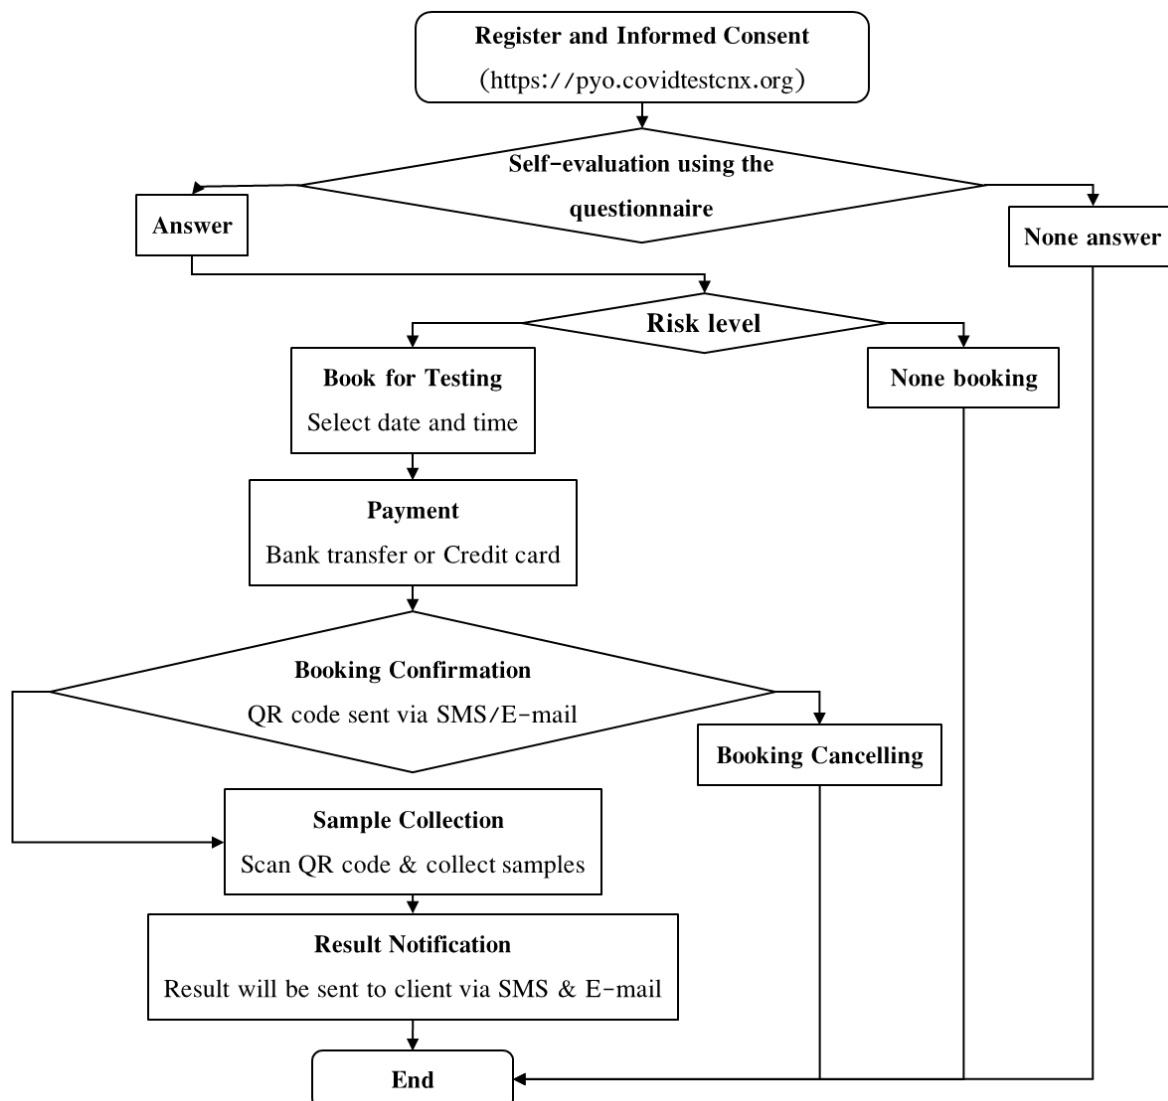 Register and Informed Consent
(https://pyo.covidtestcnx.org)
Self-evaluation using the
questionnaire
Answer
None answer
Risk level
Book for Testing
Select date and time
None booking
Payment
Bank transfer or Credit card
Booking Confirmation
QR code sent via SMS/E-mail
Booking Cancelling
Sample Collection
Scan QR code & collect samples
Result Notification
Result will be sent to client via SMS & E-mail
End